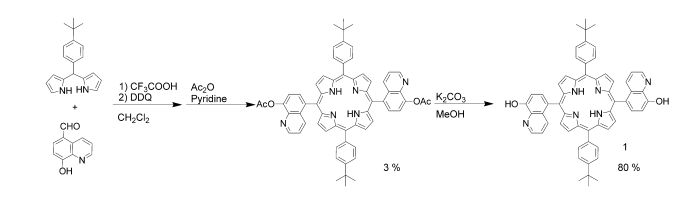 NH HN
+
CHO
N
OH
1) CF3COOH
2) DDQ
CH2Cl2
Ac2O
Pyridine
AcO
N
NH N
N HN
N
OAc
3 %
K2CO3
MeOH
HO
N
NH N
N HN
N
OH
1
80 %